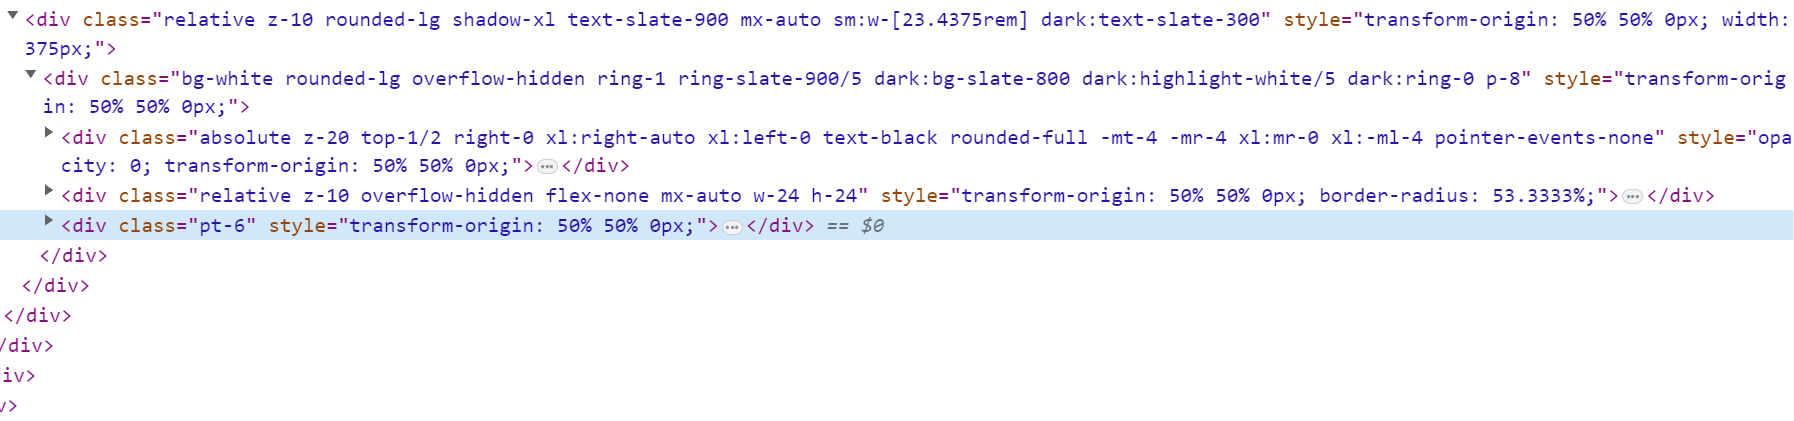 <div class="relative z-10 rounded-lg shadow-xl text-slate-900 mx-auto sm:w-[23.4375rem] dark:text-slate-300" style="transform-origin: 50% 50% 0px; width:
375px;">
<div class="bg-white rounded-lg overflow-hidden ring-1 ring-slate-900/5 dark:bg-slate-800 dark:highlight-white/5 dark:ring-0 p-8" style="transform-orig
in: 50% 50% 0px;">
<div class="absolute z-20 top-1/2 right-0 xl:right-auto xl:left-0 text-black rounded-full -mt-4 -mr-4 xl:mr-0 xl:-ml-4 pointer-events-none" style="opa
city: 0; transform-origin: 50% 50% 0px;">…</div>
<div class="relative z-10 overflow-hidden flex-none mx-auto w-24 h-24" style="transform-origin: 50% 50% 0px; border-radius: 53.3333%;">…</div>
<div class="pt-6" style="transform-origin: 50% 50% 0px;">…</div> == $0
</div>
</div>
</div>
/div>
iv>
v>